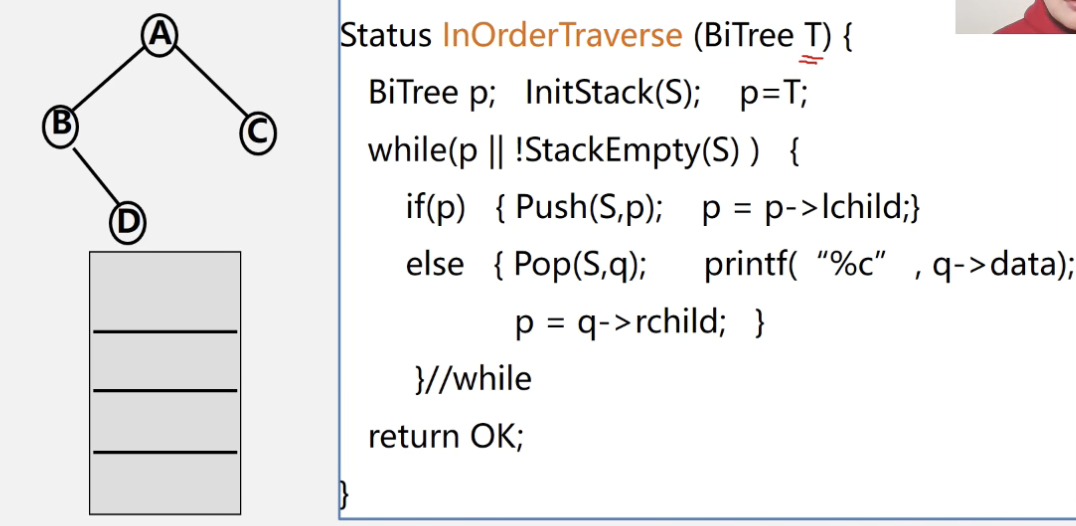 A
B
C
D
Status InOrderTraverse (BiTree T) {
BiTree p; InitStack(S); p=T;
while(p || !StackEmpty(S) ) {
if(p) { Push(S,p); p = p->lchild;}
else { Pop(S,q); printf( “%c” , q->data);
p = q->rchild; }
}//while
return OK;
}